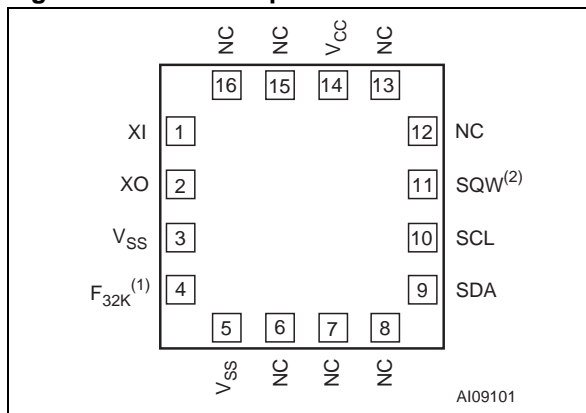 NC NC VCC NC
16 15 14 13
XI 1 12 NC
XO 2 11 SQW(2)
VSS 3 10 SCL
F32K(1) 4 9 SDA
5 6 7 8
VSS NC NC NC
AI09101